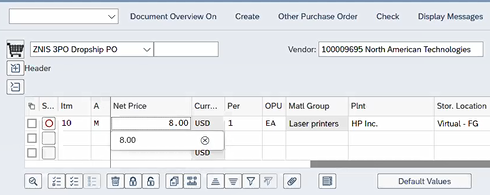 Document Overview On Create Other Purchase Order Check Display Messages
ZNIS 3PO Dropship PO Vendor: 100009695 North American Technologies
Header
S... Itm A Net Price Curr... Per OPU Matl Group Plnt Stor. Location
10 M 8.00 USD 1 EA Laser printers HP Inc. Virtual - FG
8.00
USD
Default Values